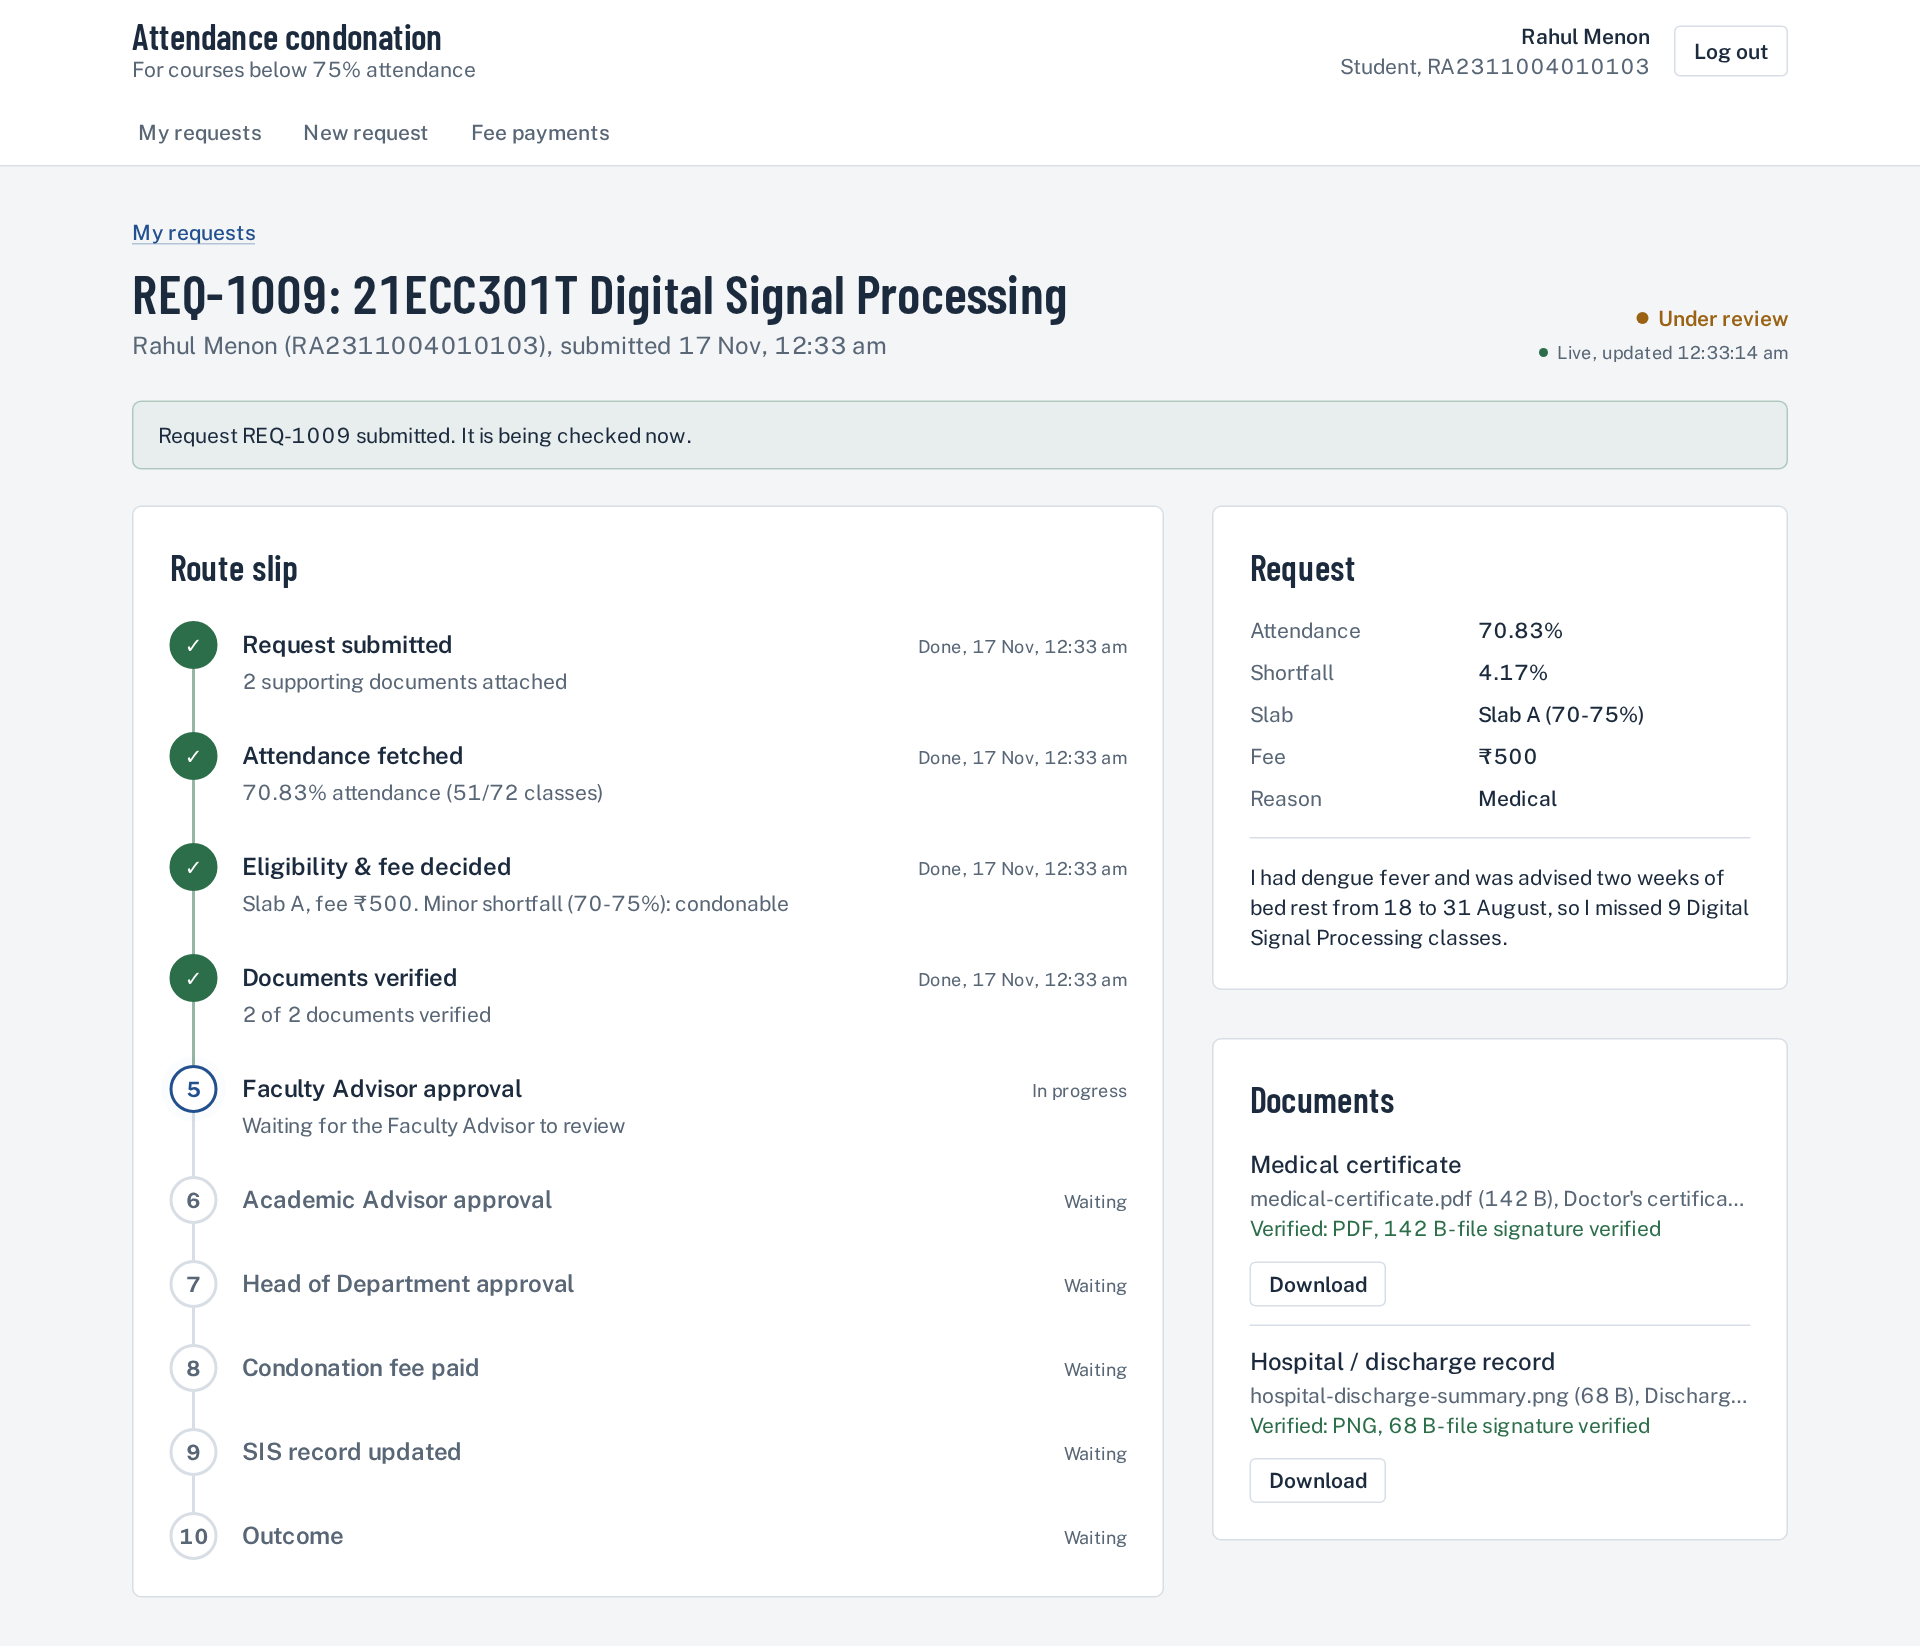 Attendance condonation
For courses below 75% attendance
Rahul Menon
Student, RA2311004010103
Log out
My requests
New request
Fee payments
My requests
REQ-1009: 21ECC301T Digital Signal Processing
Rahul Menon (RA2311004010103), submitted 17 Nov, 12:33 am
Under review
Live, updated 12:33:14 am
Request REQ-1009 submitted. It is being checked now.
Route slip
✓ Request submitted Done, 17 Nov, 12:33 am
2 supporting documents attached
✓ Attendance fetched Done, 17 Nov, 12:33 am
70.83% attendance (51/72 classes)
✓ Eligibility & fee decided Done, 17 Nov, 12:33 am
Slab A, fee ₹500. Minor shortfall (70-75%): condonable
✓ Documents verified Done, 17 Nov, 12:33 am
2 of 2 documents verified
5 Faculty Advisor approval In progress
Waiting for the Faculty Advisor to review
6 Academic Advisor approval Waiting
7 Head of Department approval Waiting
8 Condonation fee paid Waiting
9 SIS record updated Waiting
10 Outcome Waiting
Request
Attendance 70.83%
Shortfall 4.17%
Slab Slab A (70-75%)
Fee ₹500
Reason Medical
I had dengue fever and was advised two weeks of
bed rest from 18 to 31 August, so I missed 9 Digital
Signal Processing classes.
Documents
Medical certificate
medical-certificate.pdf (142 B), Doctor's certifica...
Verified: PDF, 142 B - file signature verified
Download
Hospital / discharge record
hospital-discharge-summary.png (68 B), Discharg...
Verified: PNG, 68 B - file signature verified
Download